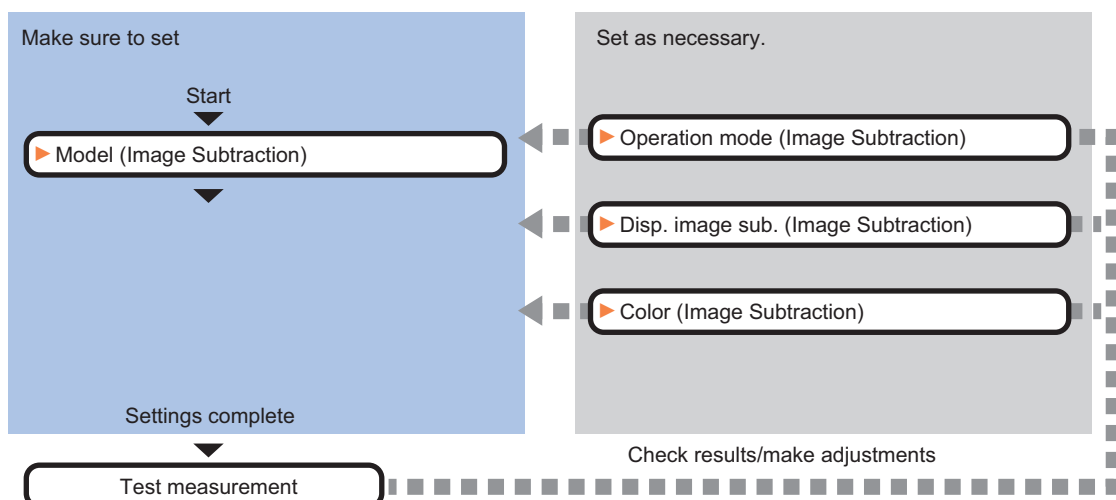 Make sure to set
Set as necessary.
Start
Model (Image Subtraction)
Operation mode (Image Subtraction)
Disp. image sub. (Image Subtraction)
Color (Image Subtraction)
Settings complete
Check results/make adjustments
Test measurement